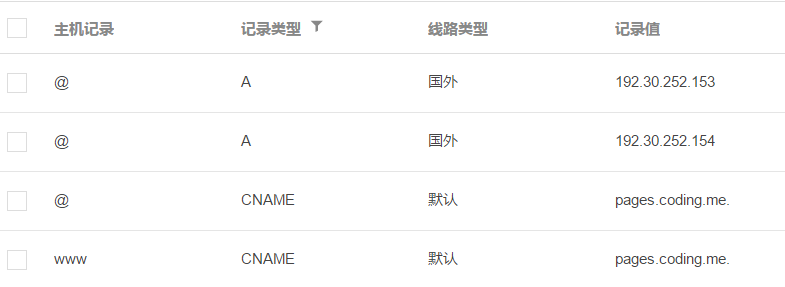 主机记录 记录类型 线路类型 记录值
@ A 国外 192.30.252.153
@ A 国外 192.30.252.154
@ CNAME 默认 pages.coding.me.
www CNAME 默认 pages.coding.me.